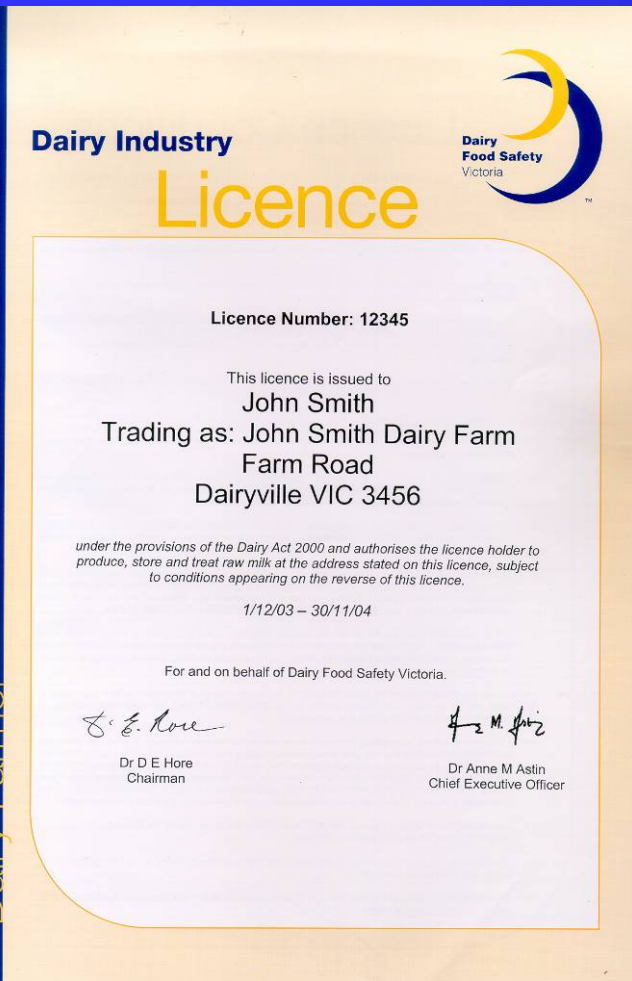 Dairy Industry
Licence
Dairy
Food Safety
Victoria
TM
Licence Number: 12345
This licence is issued to
John Smith
Trading as: John Smith Dairy Farm
Farm Road
Dairyville VIC 3456
under the provisions of the Dairy Act 2000 and authorises the licence holder to
produce, store and treat raw milk at the address stated on this licence, subject
to conditions appearing on the reverse of this licence.
1/12/03 – 30/11/04
For and on behalf of Dairy Food Safety Victoria.
Dr D E Hore
Chairman
Dr Anne M Astin
Chief Executive Officer